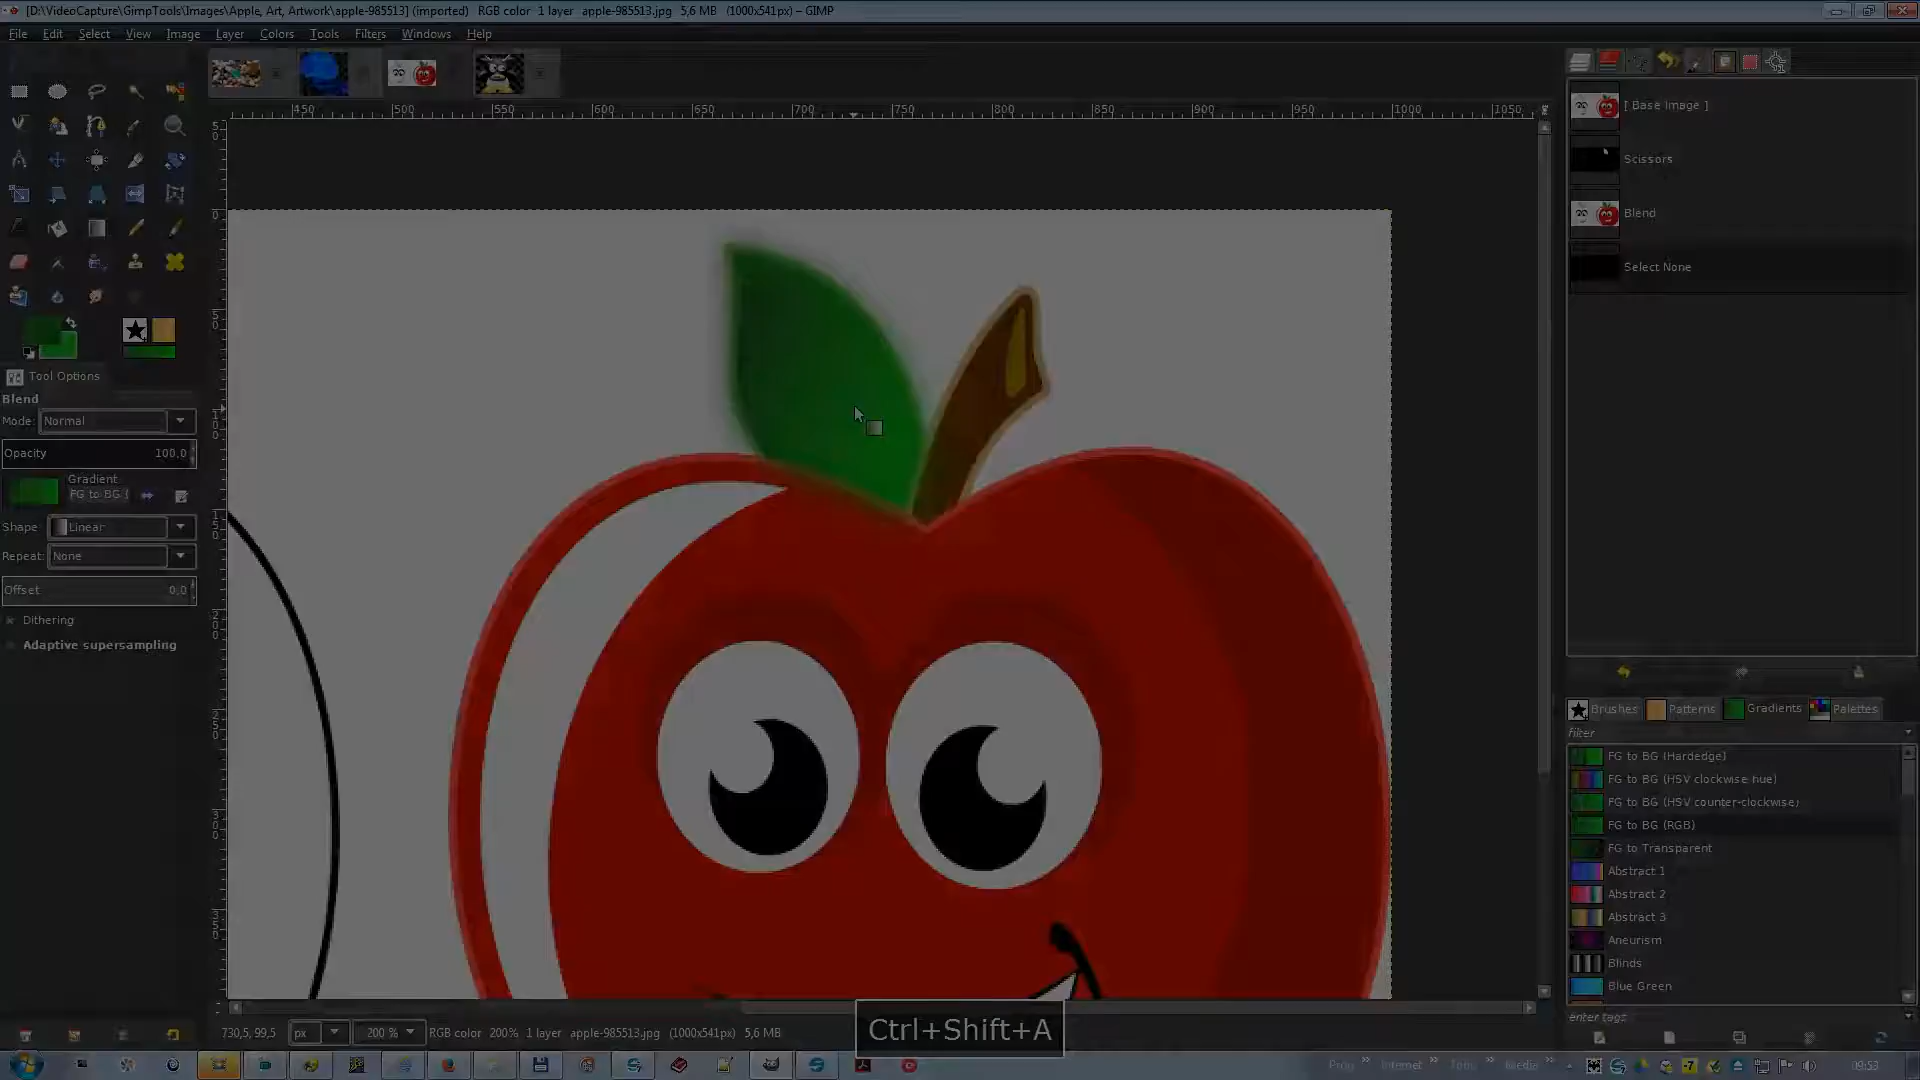 [D:\VideoCapture\GimpTools\Images\Apple, Art, Artwork\apple-985513] (imported) RGB color 1 layer apple-985513.jpg 5,6 MB (1000x541px) – GIMP
File Edit Select View Image Layer Colors Tools Filters Windows Help
450 500 550 600 650 700 750 800 850 900 950 1000 1050
[ Base Image ]
Scissors
Blend
Select None
Tool Options
Blend
Mode: Normal
Opacity 100,0
Gradient
FG to BG (
Shape: Linear
Repeat: None
Offset 0,0
Dithering
Adaptive supersampling
Brushes Patterns Gradients Palettes
filter
FG to BG (Hardedge)
FG to BG (HSV clockwise hue)
FG to BG (HSV counter-clockwise)
FG to BG (RGB)
FG to Transparent
Abstract 1
Abstract 2
Abstract 3
Aneurism
Blinds
Blue Green
enter tags
730,5, 99,5 px 200 % RGB color 200% 1 layer apple-985513.jpg (1000x541px) 5,6 MB
Ctrl+Shift+A
Internet
09:53